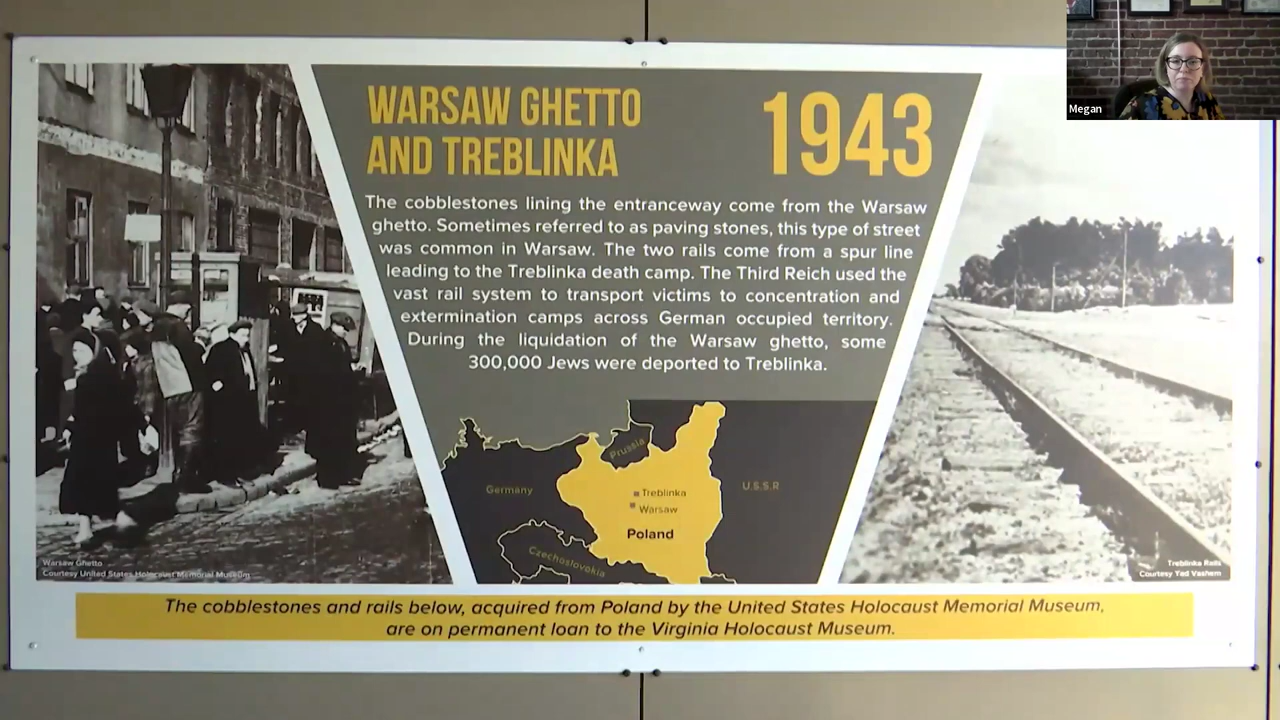 Megan
WARSAW GHETTO
AND TREBLINKA
1943
The cobblestones lining the entranceway come from the Warsaw
ghetto. Sometimes referred to as paving stones, this type of street
was common in Warsaw. The two rails come from a spur line
leading to the Treblinka death camp. The Third Reich used the
vast rail system to transport victims to concentration and
extermination camps across German occupied territory.
During the liquidation of the Warsaw ghetto, some
300,000 Jews were deported to Treblinka.
Prussia
Germany
U.S.S.R.
Treblinka
Warsaw
Poland
Czechoslovakia
Warsaw Ghetto
Courtesy United States Holocaust Memorial Museum
Treblinka Rails
Courtesy Yad Vashem
The cobblestones and rails below, acquired from Poland by the United States Holocaust Memorial Museum,
are on permanent loan to the Virginia Holocaust Museum.